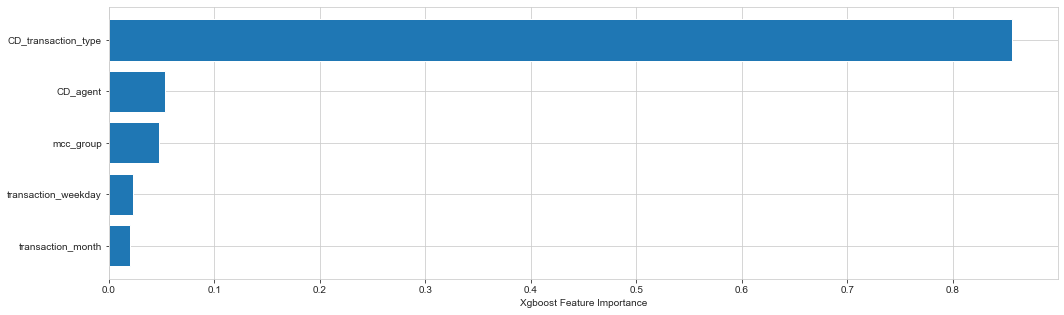 CD_transaction_type
CD_agent
mcc_group
transaction_weekday
transaction_month
0.0 0.1 0.2 0.3 0.4 0.5 0.6 0.7 0.8
Xgboost Feature Importance